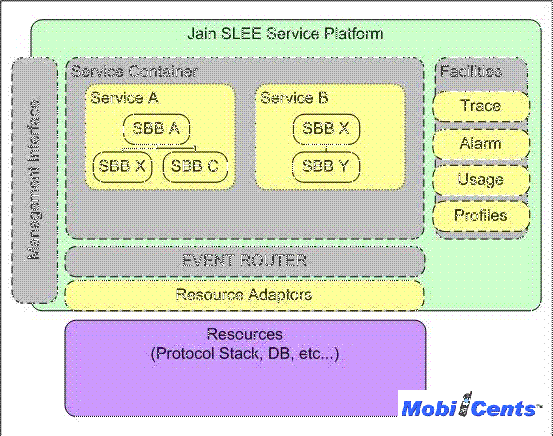 Jain SLEE Service Platform
Management Interface
Service Container
Service A
SBB A
SBB X
SBB C
Service B
SBB X
SBB Y
Facilities
Trace
Alarm
Usage
Profiles
EVENT ROUTER
Resource Adaptors
Resources
(Protocol Stack, DB, etc...)
MobiCents™